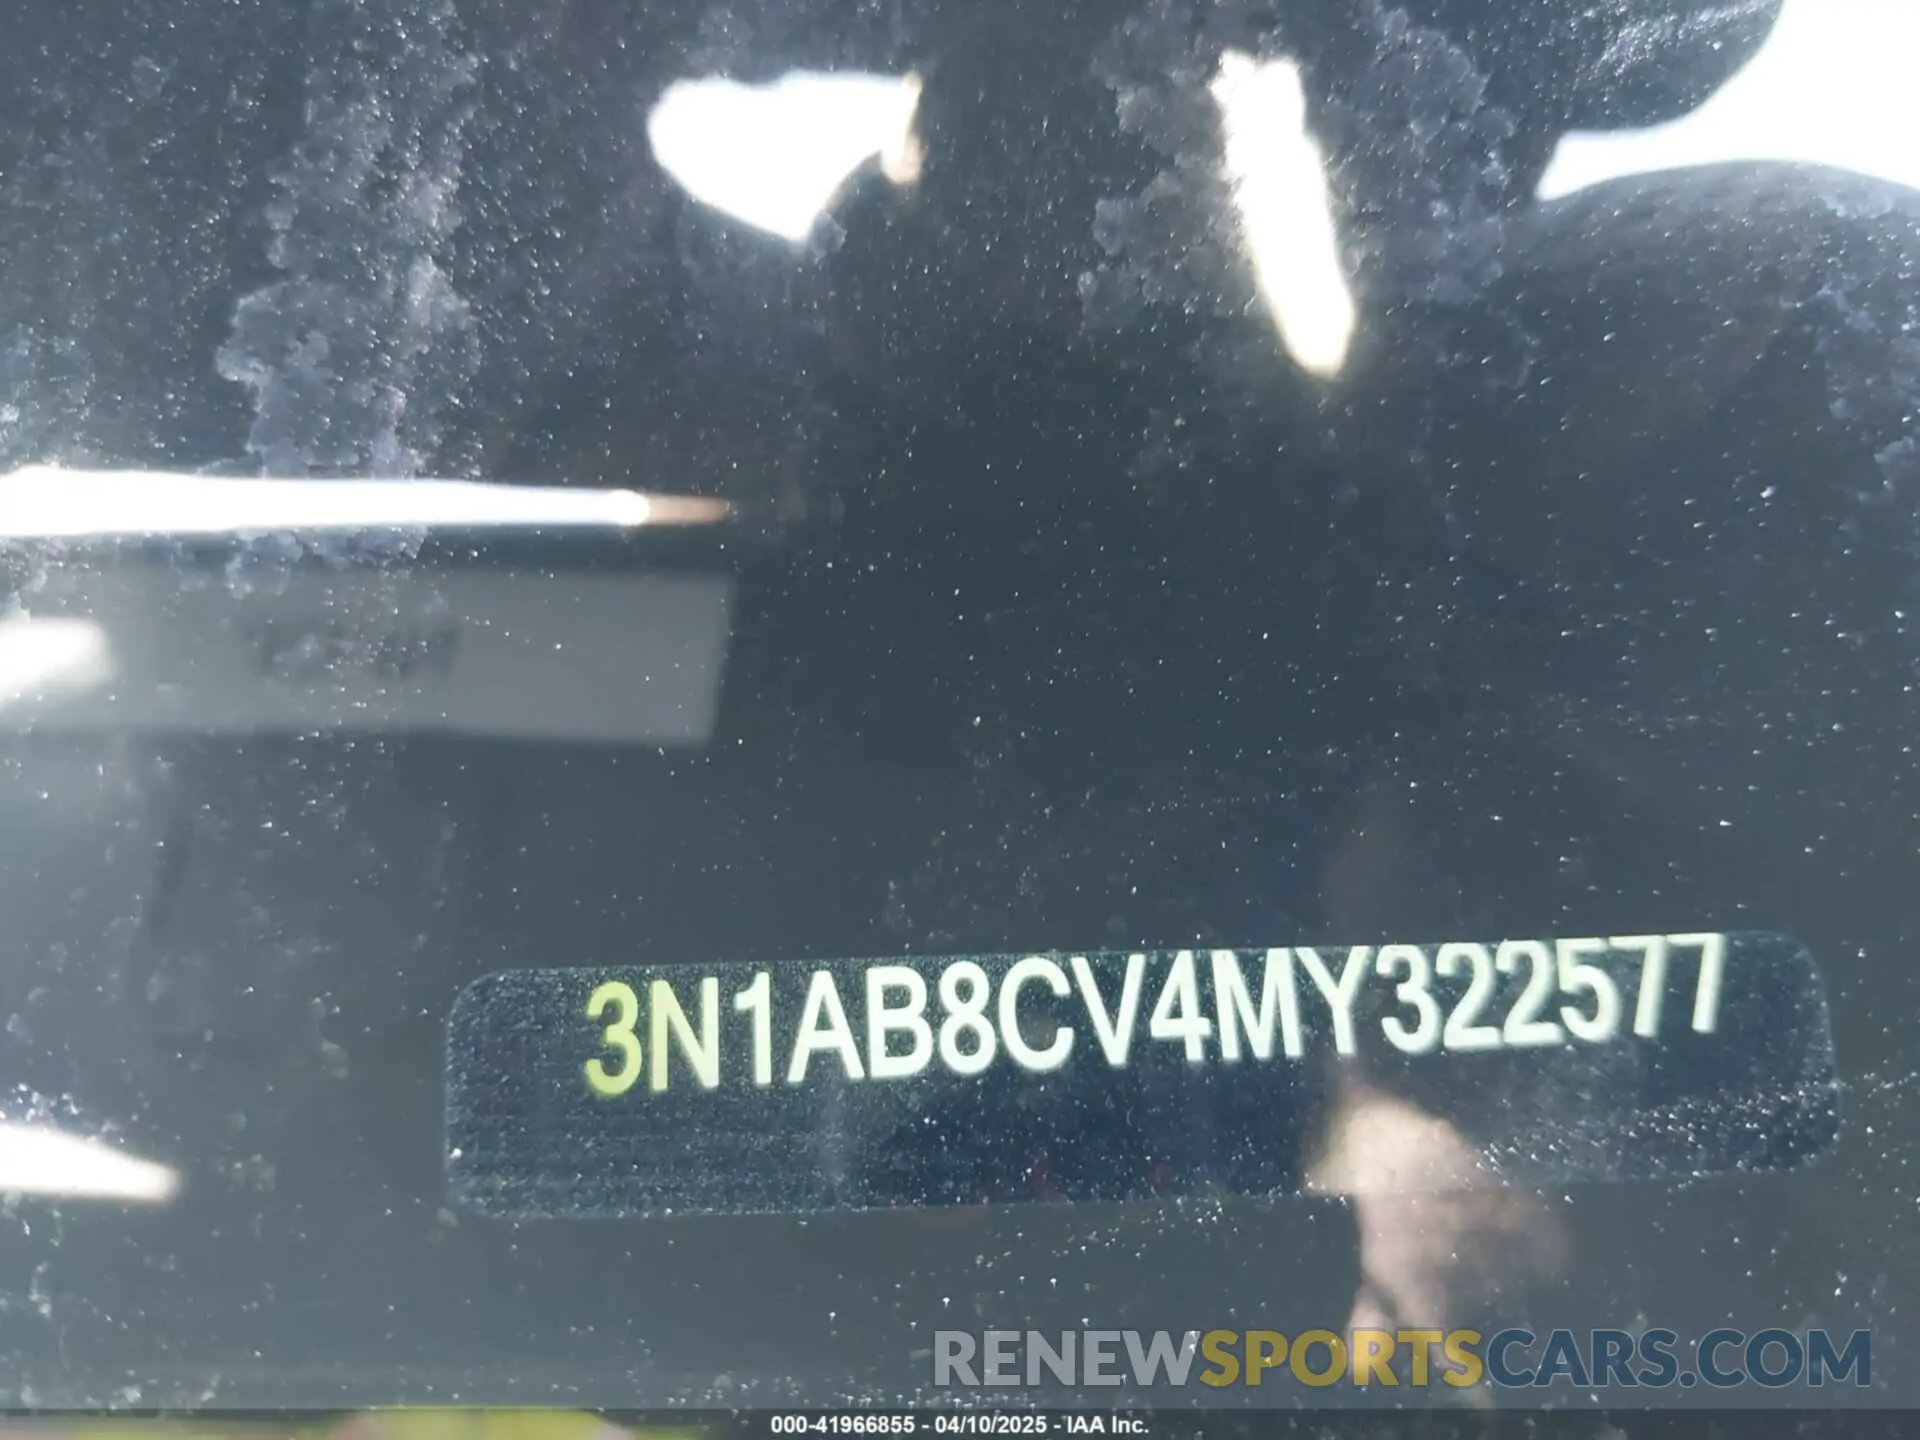 3N1AB8CV4MY322577
RENEWSPORTSCARS.COM
000-41966855 - 04/10/2025 - IAA Inc.